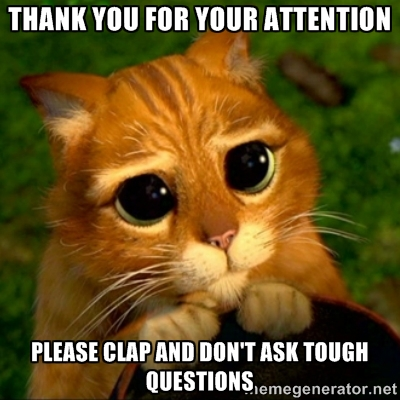 THANK YOU FOR YOUR ATTENTION
PLEASE CLAP AND DON'T ASK TOUGH
QUESTIONS
memegenerator.net